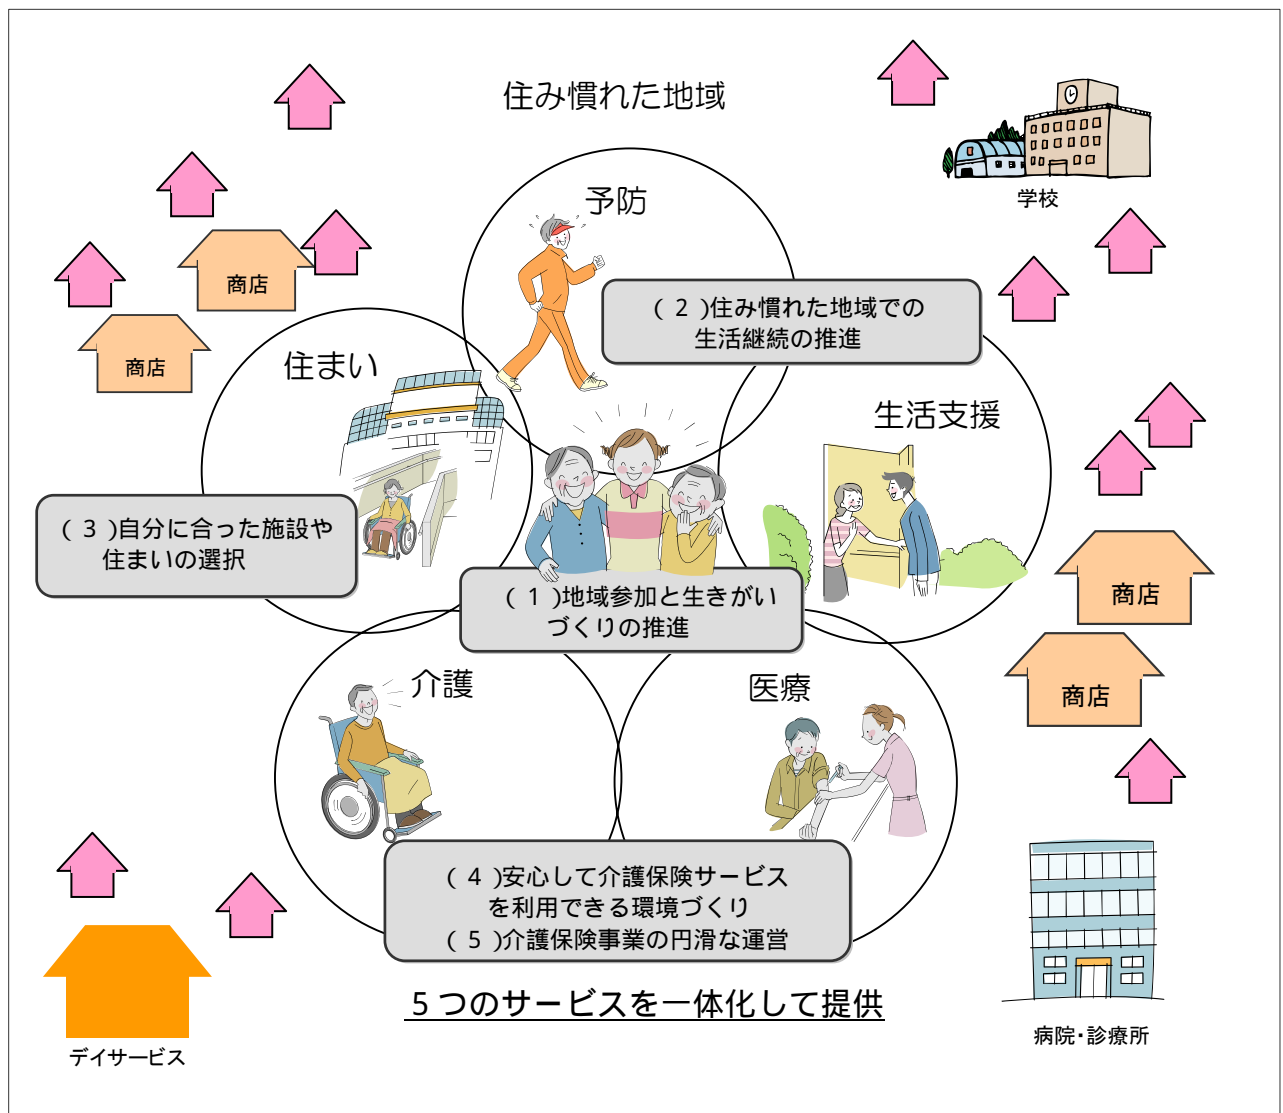 住み慣れた地域
学校
予防
商店
商店
(２)住み慣れた地域での
生活継続の推進
住まい
生活支援
(３)自分に合った施設や
住まいの選択
(１)地域参加と生きがい
づくりの推進
商店
商店
介護
医療
(４)安心して介護保険サービス
を利用できる環境づくり
(５)介護保険事業の円滑な運営
５つのサービスを一体化して提供
デイサービス
病院・診療所